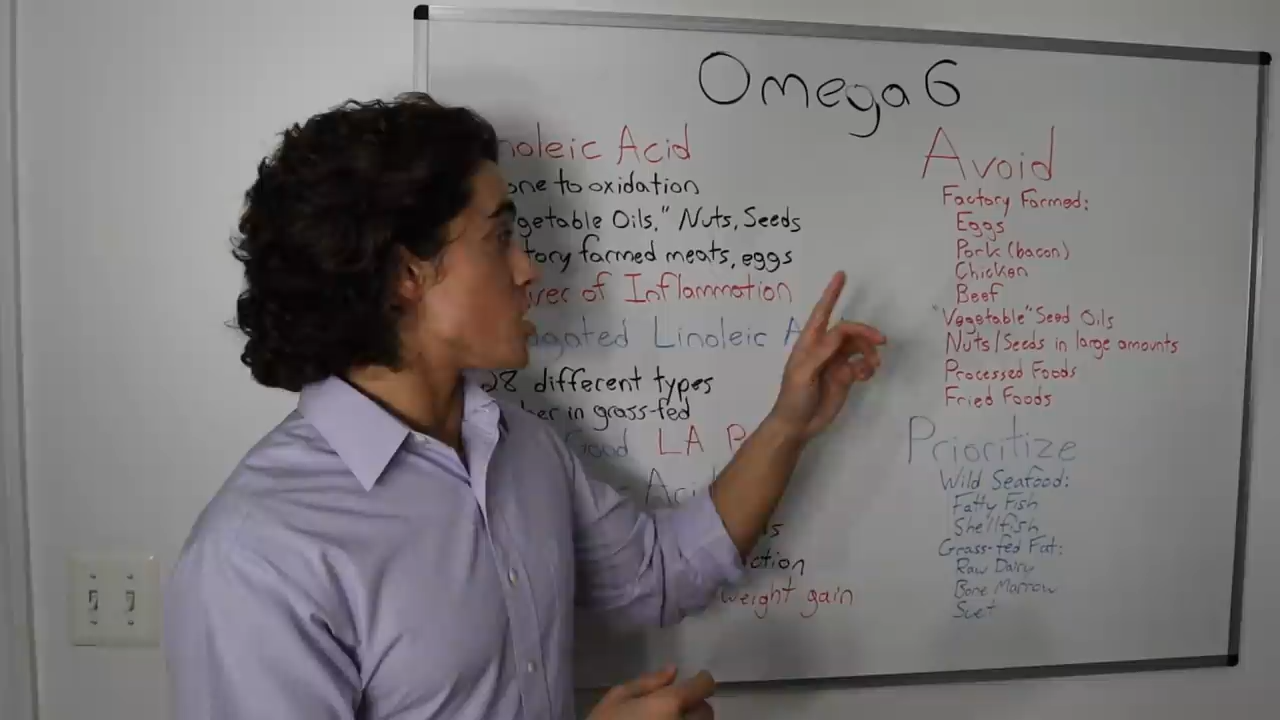 Omega 6
noleic Acid
one to oxidation
getable Oils," Nuts, Seeds
tory farmed meats, eggs
ver of Inflammation
gated Linoleic A
28 different types
her in grass-fed
Good LA
Aci
ction
weight gain
Avoid
Factory Farmed:
Eggs
Pork (bacon)
Chicken
Beef
"Vegetable" Seed Oils
Nuts/Seeds in large amounts
Processed Foods
Fried Foods
Prioritize
Wild Seafood:
Fatty Fish
Shellfish
Grass-fed Fat:
Raw Dairy
Bone Marrow
Suet